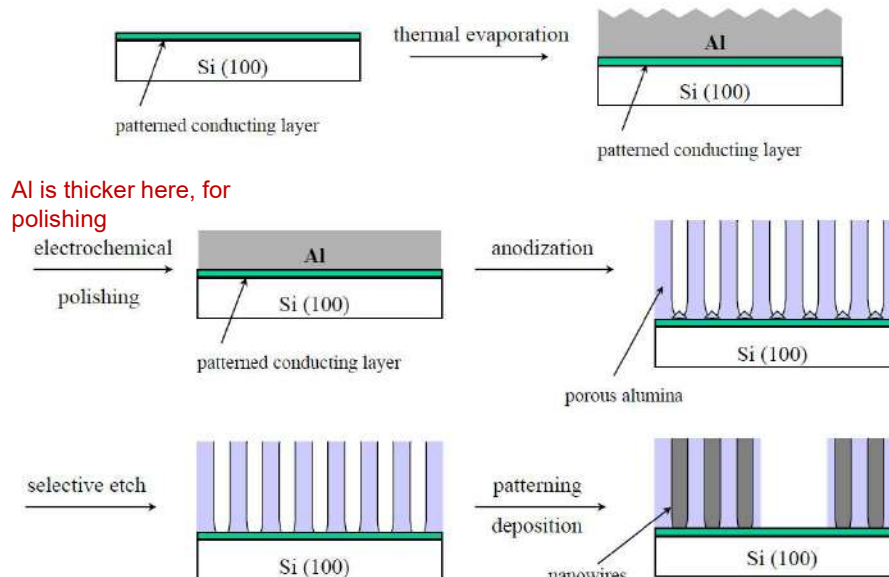 thermal evaporation
Al
Si (100)
Si (100)
patterned conducting layer
patterned conducting layer
Al is thicker here, for
polishing
electrochemical
polishing
Al
Si (100)
patterned conducting layer
anodization
Si (100)
porous alumina
selective etch
Si (100)
patterning
deposition
Si (100)
nanowires